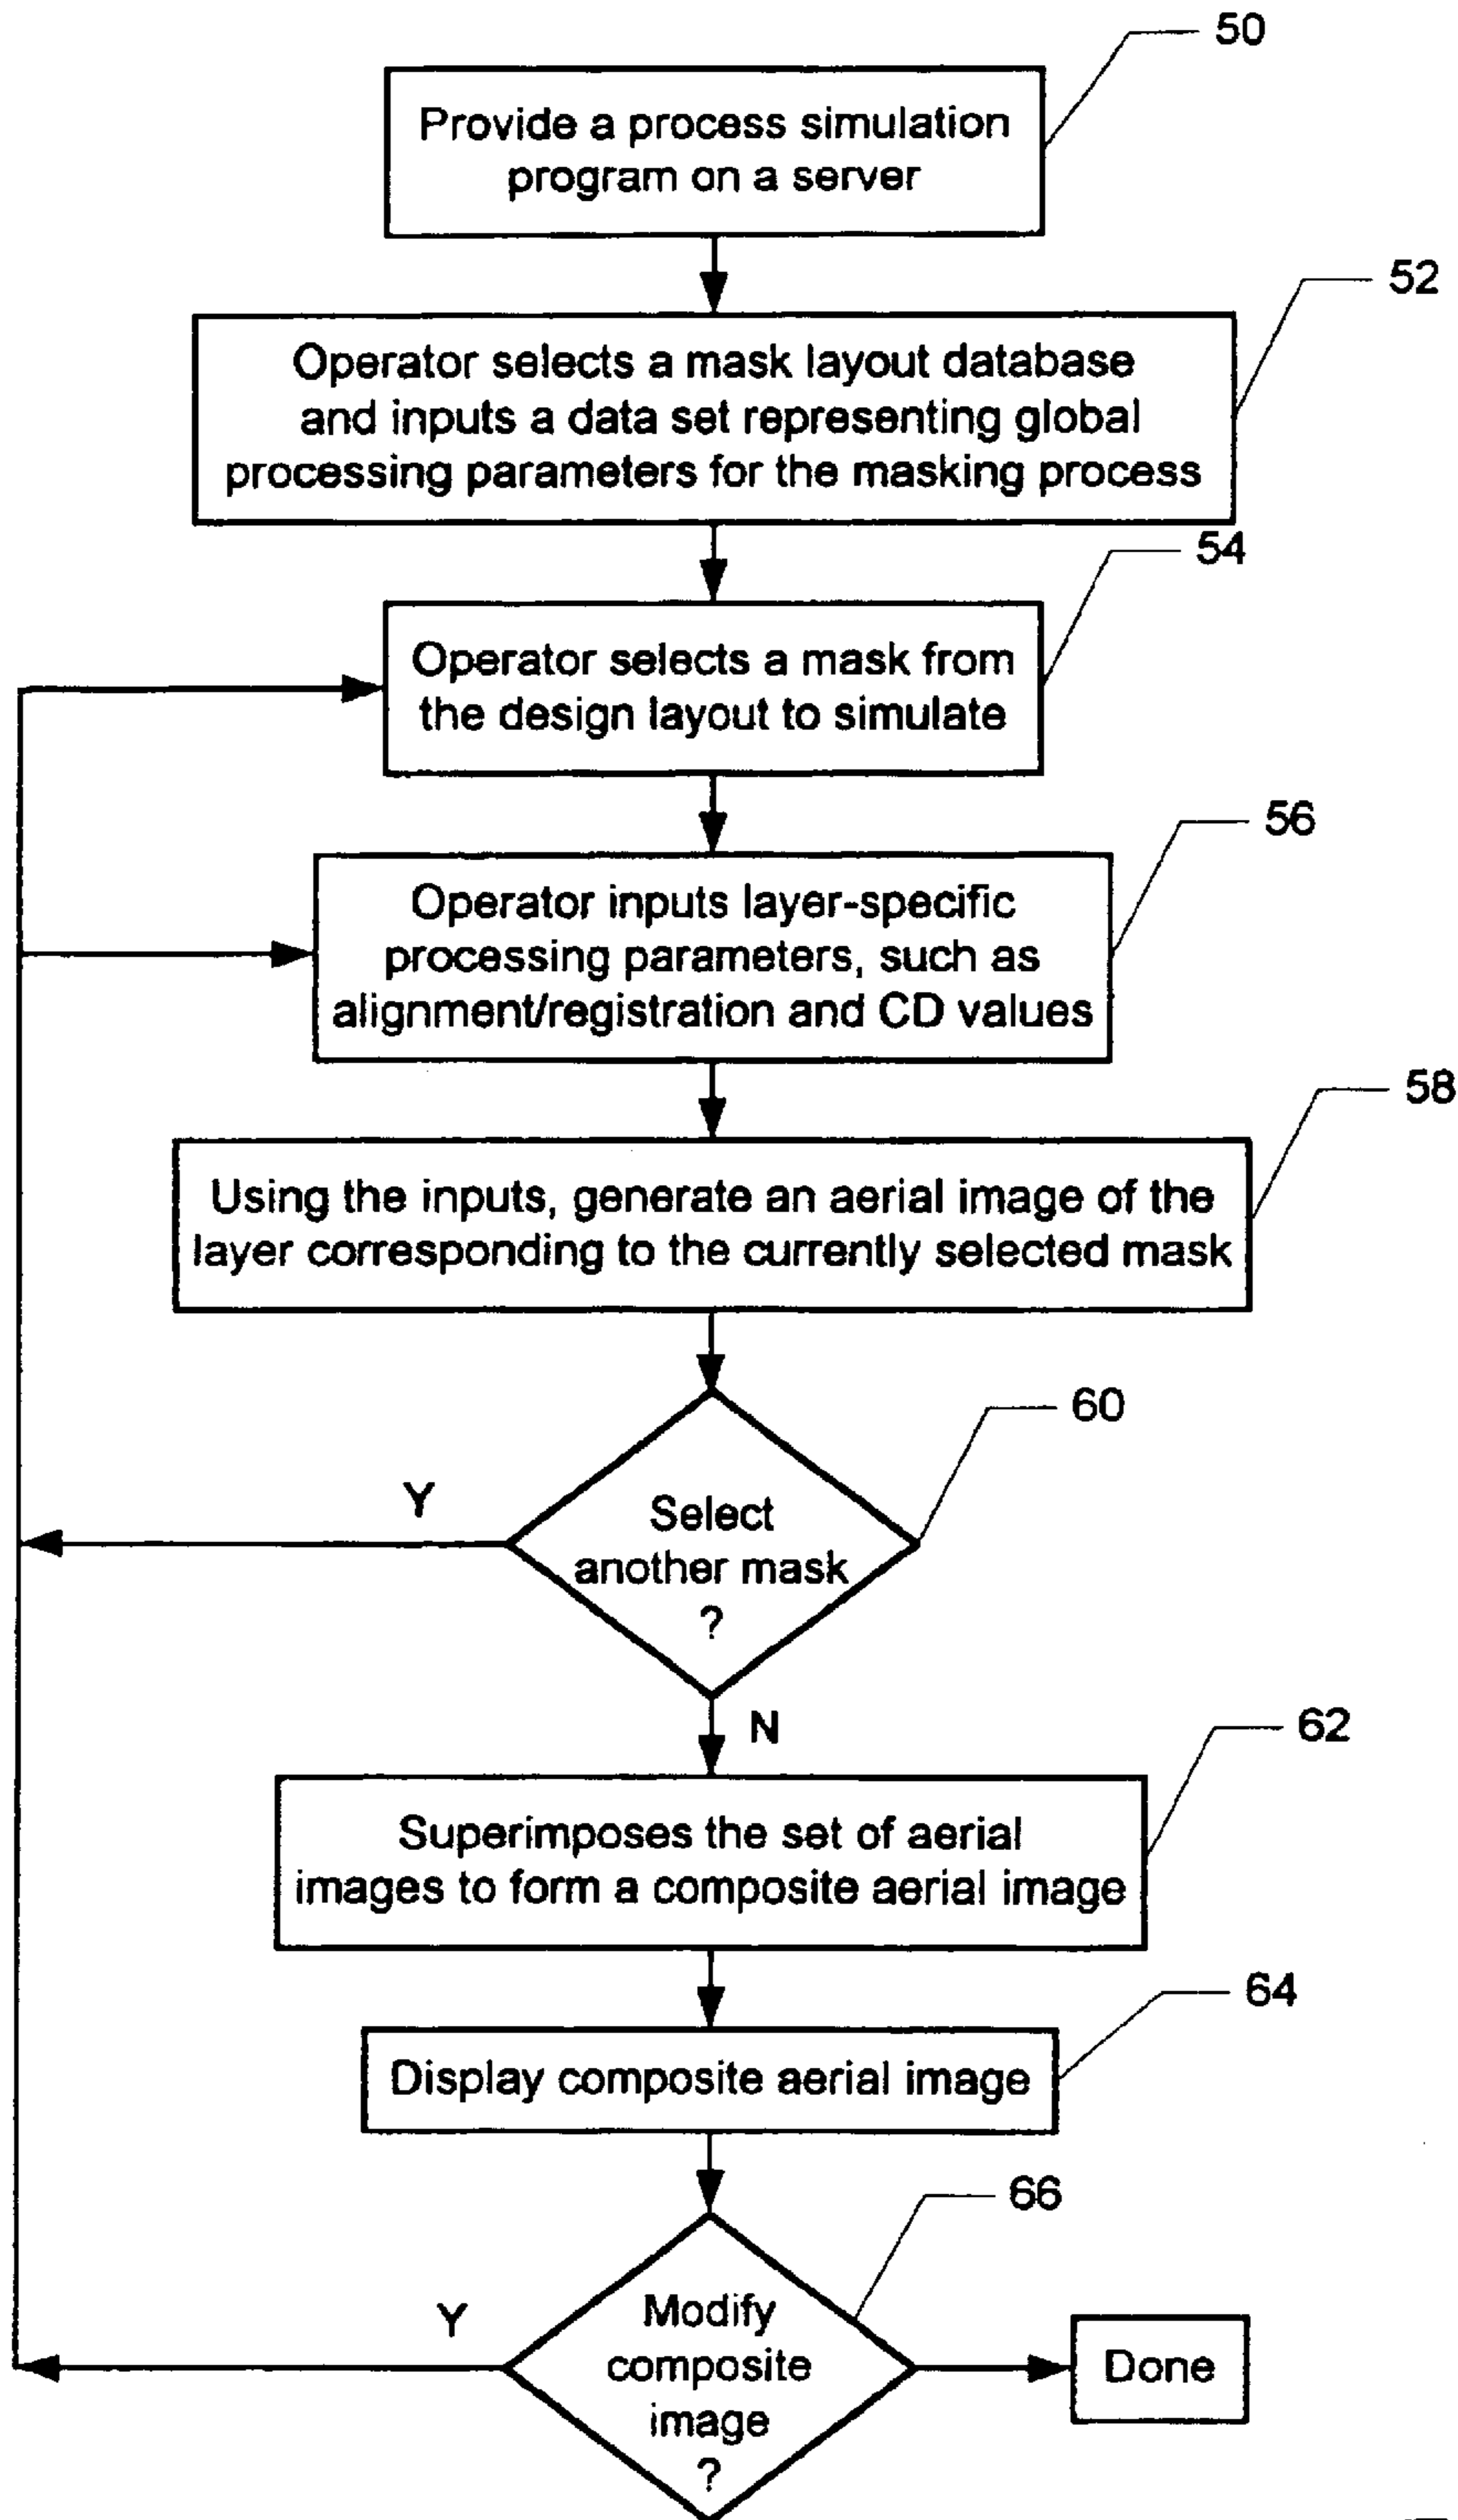 50
Provide a process simulation
program on a server
52
Operator selects a mask layout database
and inputs a data set representing global
processing parameters for the masking process
54
Operator selects a mask from
the design layout to simulate
56
Operator inputs layer-specific
processing parameters, such as
alignment/registration and CD values
58
Using the inputs, generate an aerial image of the
layer corresponding to the currently selected mask
60
Y
Select
another mask
?
N
62
Superimposes the set of aerial
images to form a composite aerial image
64
Display composite aerial image
66
Y
Modify
composite
image
?
Done